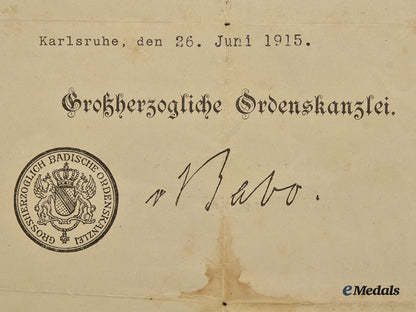 Karlsruhe, den 26. Juni 1915.
Großherzogliche Ordenskanzlei.
GROSSHERZOGLICH BADISCHE ORDENSKANZLEI
v Babo.
eMedals